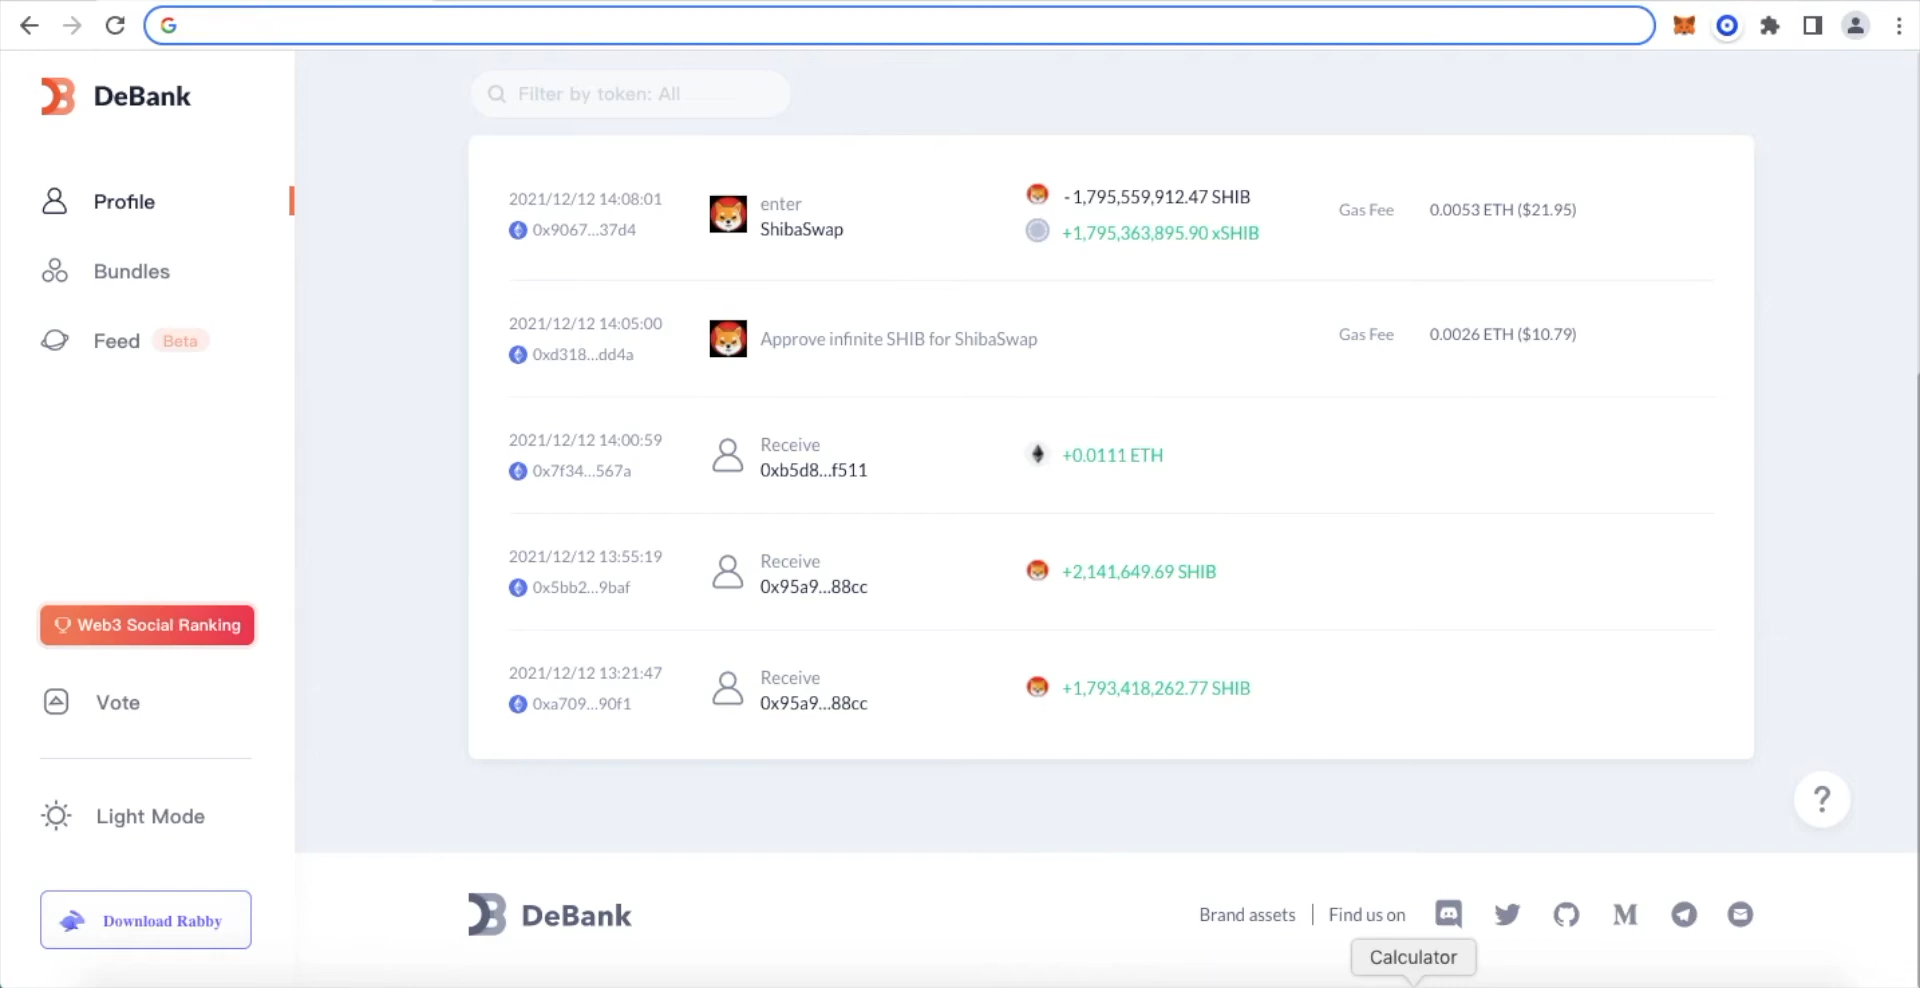 DeBank
Filter by token: All
Profile
Bundles
Feed Beta
2021/12/12 14:08:01
0x9067...37d4
enter
ShibaSwap
-1,795,559,912.47 SHIB
+1,795,363,895.90 xSHIB
Gas Fee 0.0053 ETH ($21.95)
2021/12/12 14:05:00
0xd318...dd4a
Approve infinite SHIB for ShibaSwap
Gas Fee 0.0026 ETH ($10.79)
2021/12/12 14:00:59
0x7f34...567a
Receive
0xb5d8...f511
+0.0111 ETH
2021/12/12 13:55:19
0x5bb2...9baf
Receive
0x95a9...88cc
+2,141,649.69 SHIB
2021/12/12 13:21:47
0xa709...90f1
Receive
0x95a9...88cc
+1,793,418,262.77 SHIB
Web3 Social Ranking
Vote
Light Mode
Download Rabby
?
DeBank
Brand assets | Find us on
Calculator